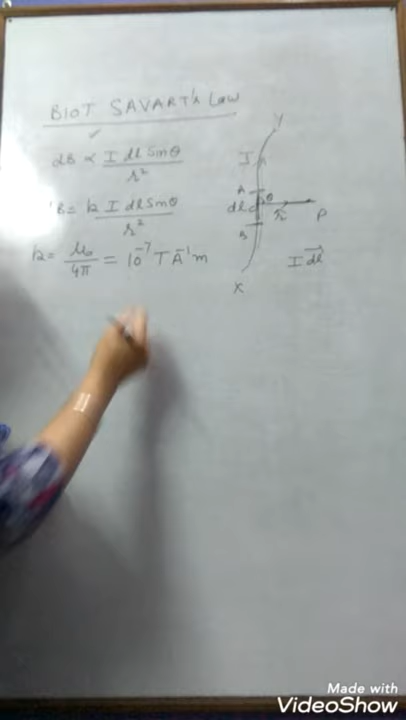 BIOT SAVART's Law
dB ∝ I dl Sinθ / r²
dB = k I dl Sinθ / r²
k = μ₀ / 4π = 10⁻⁷ T A⁻¹ m
Y
I
A
dl
θ
r
P
B
X
I dl
Made with
VideoShow